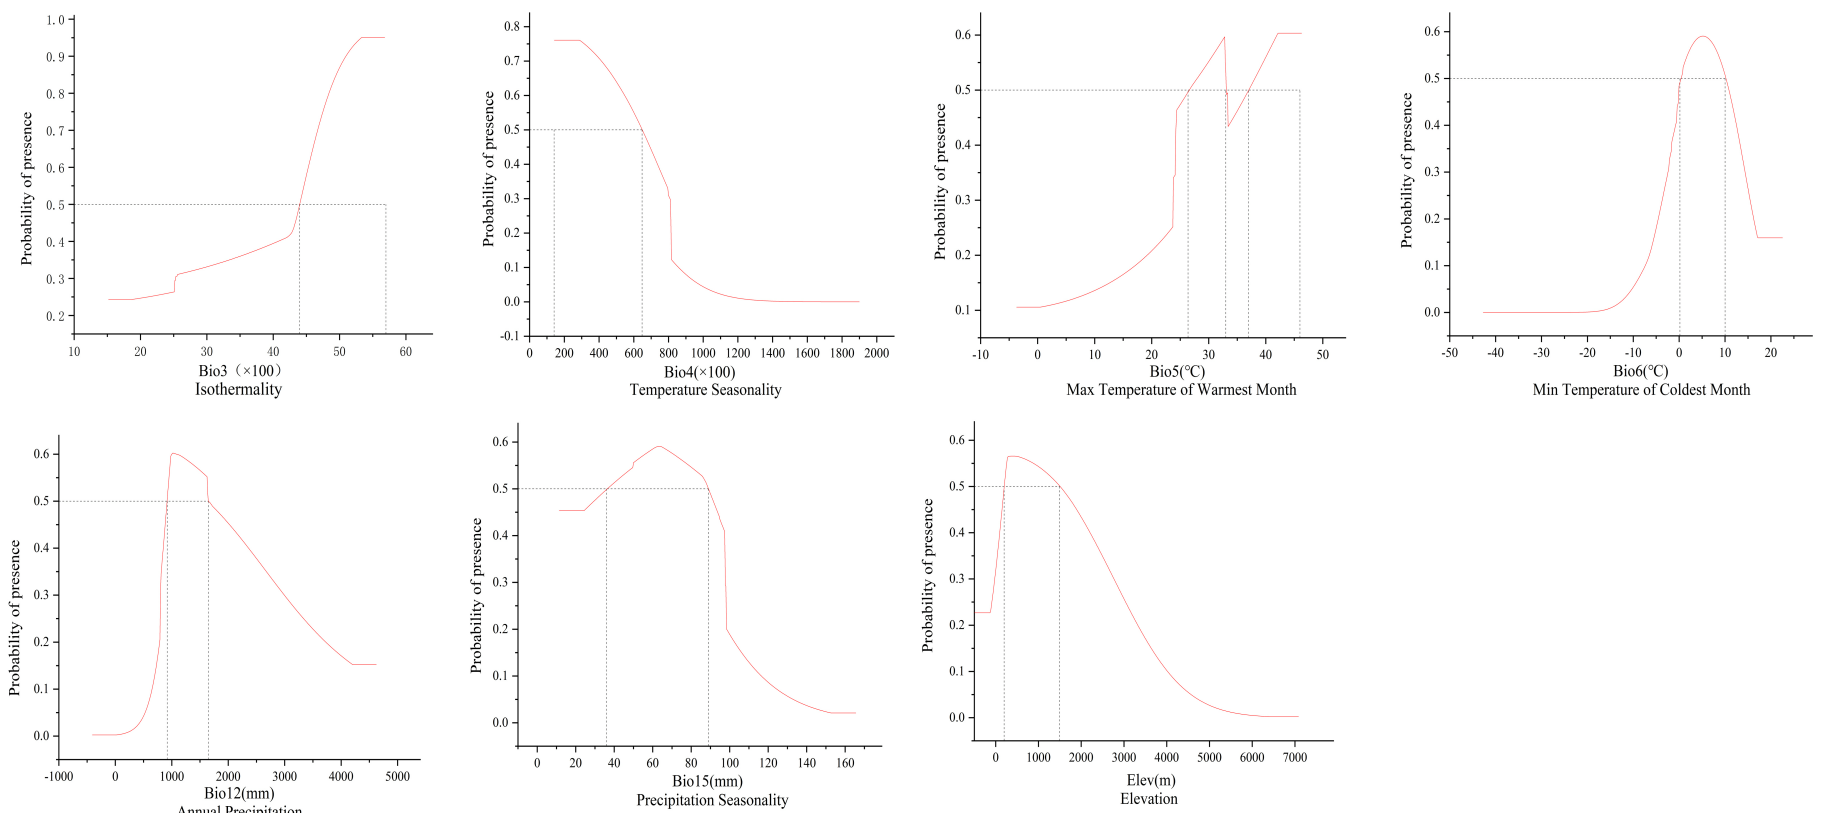 Probability of presence
1.0
0.9
0.8
0.7
0.6
0.5
0.4
0.3
0.2
10 20 30 40 50 60
Bio3（×100）
Isothermality
Probability of presence
0.8
0.7
0.6
0.5
0.4
0.3
0.2
0.1
0.0
-0.1
0 200 400 600 800 1000 1200 1400 1600 1800 2000
Bio4(×100)
Temperature Seasonality
Probability of presence
0.6
0.5
0.4
0.3
0.2
0.1
-10 0 10 20 30 40 50
Bio5(℃)
Max Temperature of Warmest Month
Probability of presence
0.6
0.5
0.4
0.3
0.2
0.1
0.0
-50 -40 -30 -20 -10 0 10 20
Bio6(℃)
Min Temperature of Coldest Month
Probability of presence
0.6
0.5
0.4
0.3
0.2
0.1
0.0
-1000 0 1000 2000 3000 4000 5000
Bio12(mm)
Annual Precipitation
Probability of presence
0.6
0.5
0.4
0.3
0.2
0.1
0.0
0 20 40 60 80 100 120 140 160
Bio15(mm)
Precipitation Seasonality
Probability of presence
0.6
0.5
0.4
0.3
0.2
0.1
0.0
0 1000 2000 3000 4000 5000 6000 7000
Elev(m)
Elevation